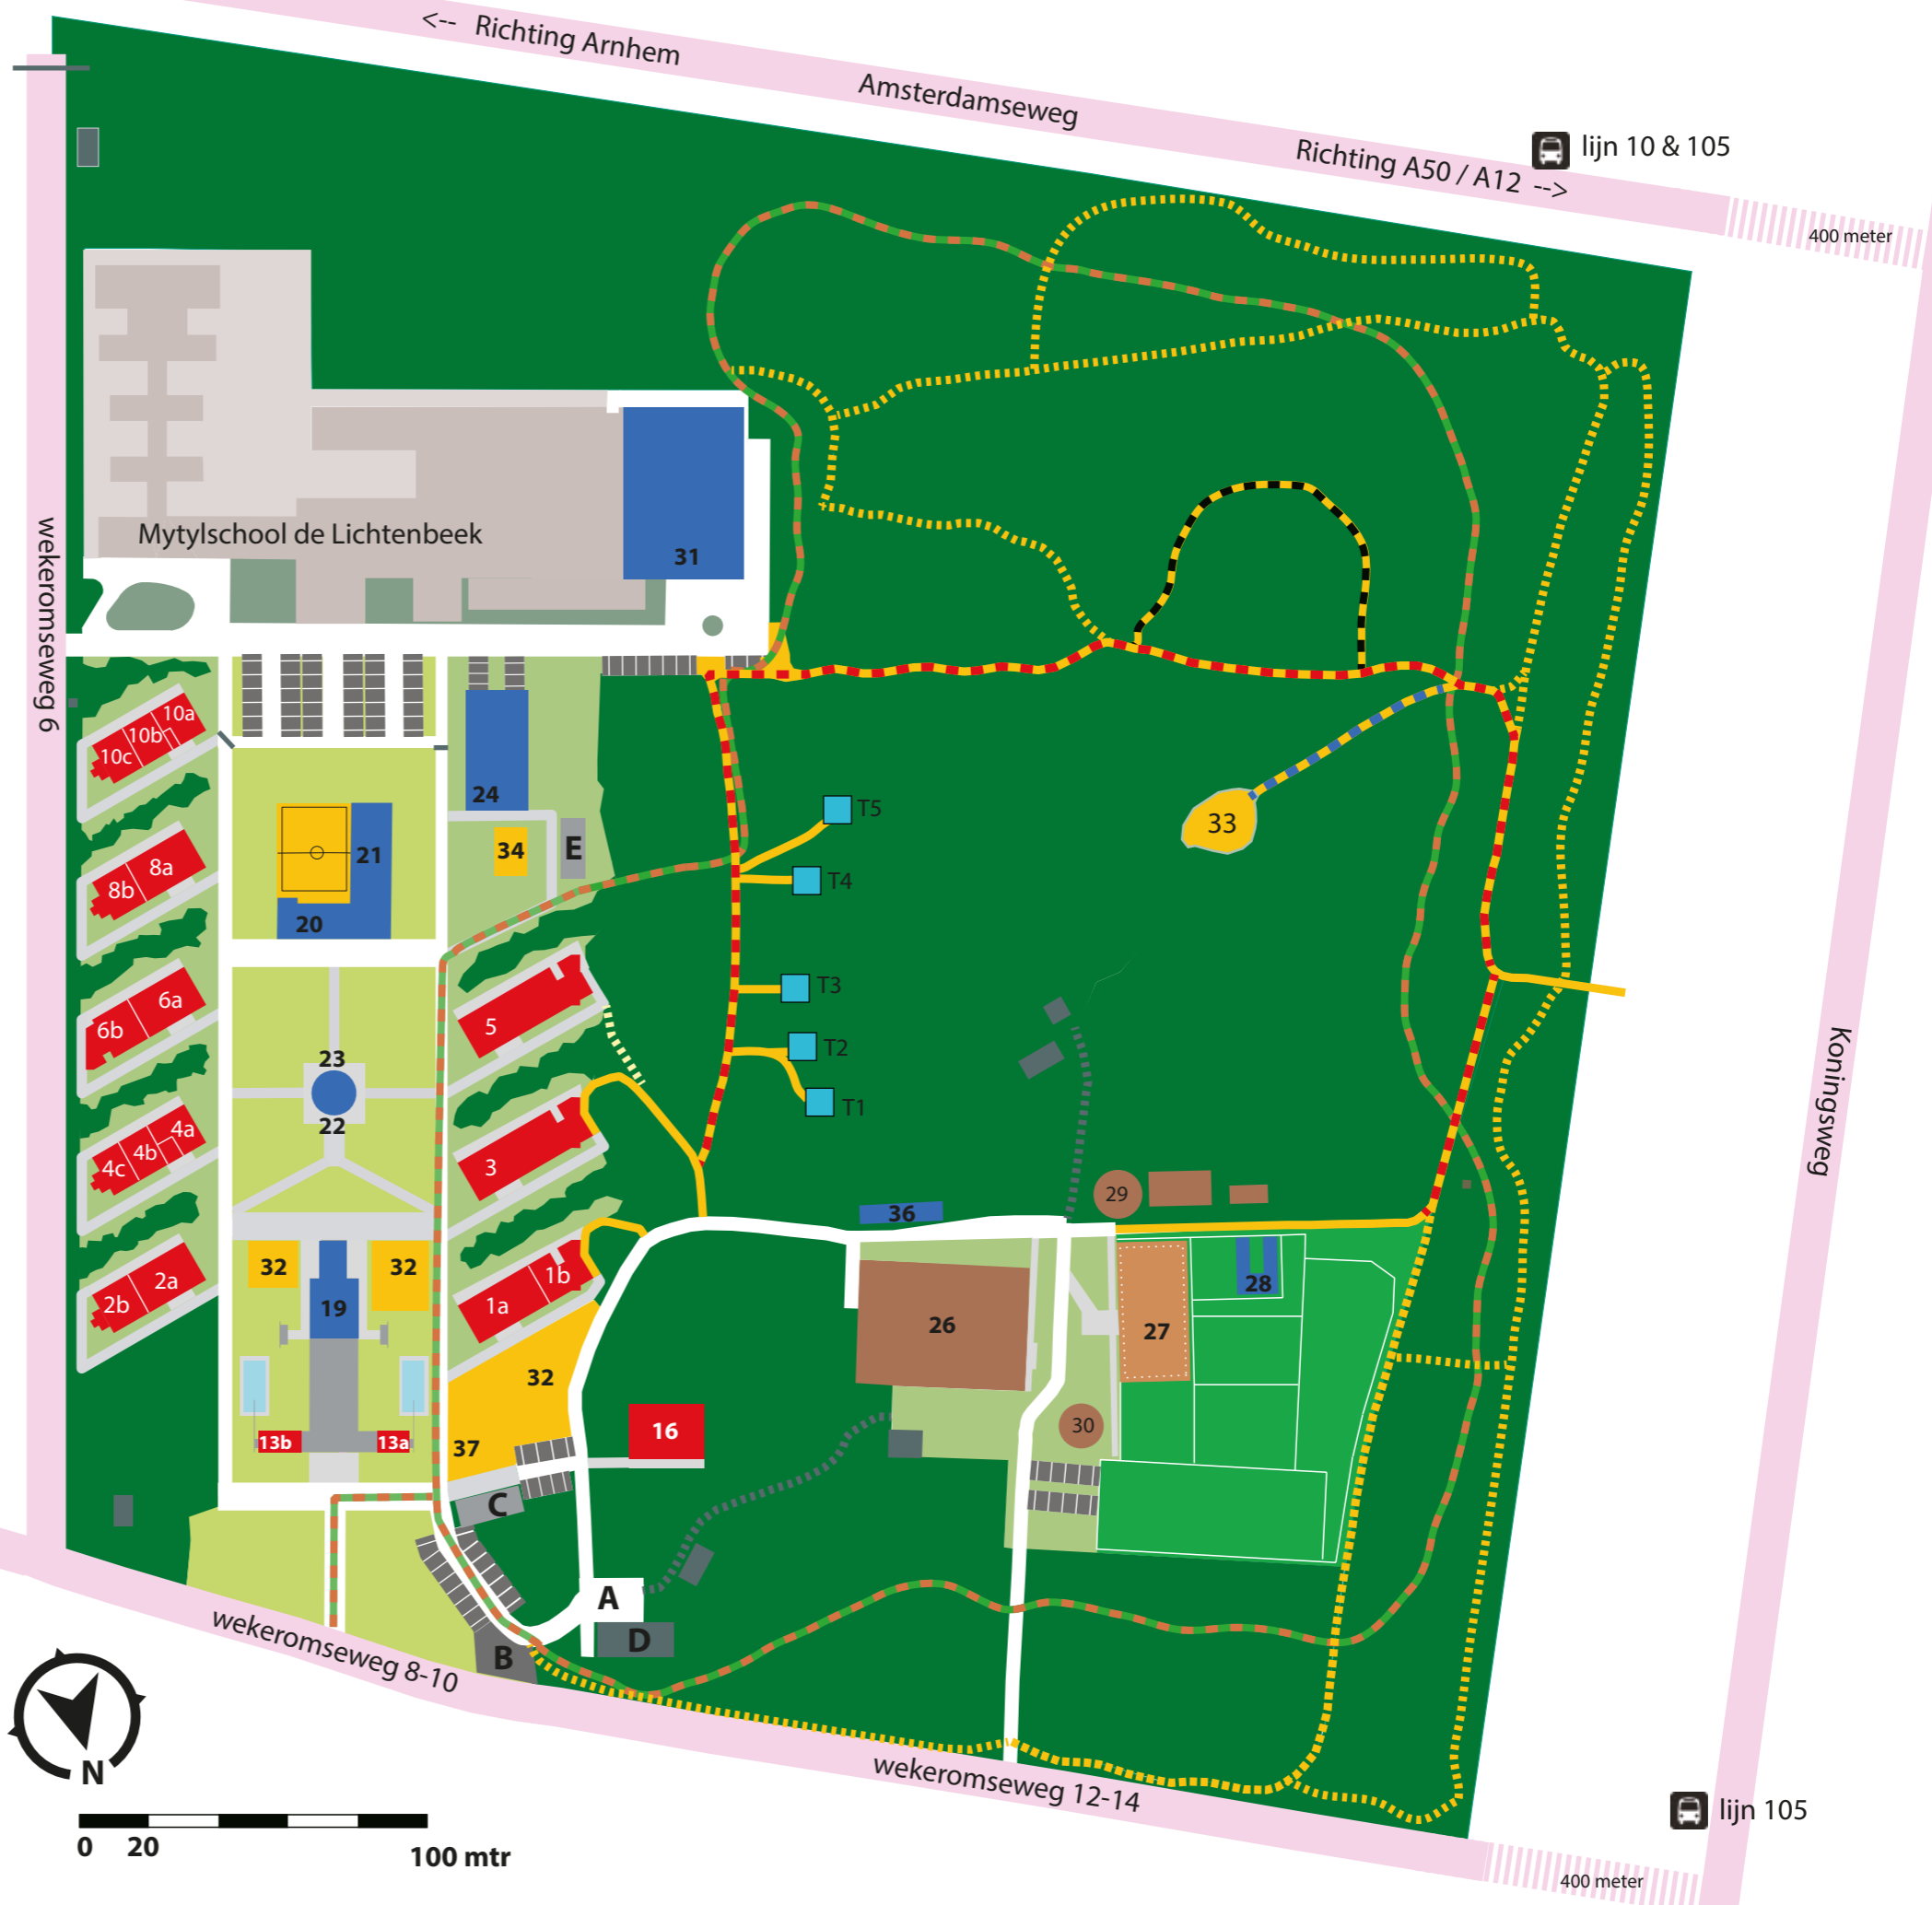 <-- Richting Arnhem
Amsterdamseweg
Richting A50 / A12 -->
lijn 10 & 105
400 meter
wekeromseweg 6
Mytylschool de Lichtenbeek
31
10a
10b
10c
24
21
20
34
E
8a
8b
T5
T4
33
6a
6b
5
T3
T2
T1
23
22
4a
4b
4c
3
Koningsweg
29
36
32
32
19
2a
2b
1b
1a
28
26
27
32
16
30
13b
13a
37
C
A
D
B
wekeromseweg 8-10
wekeromseweg 12-14
N
0 20 100 mtr
lijn 105
400 meter